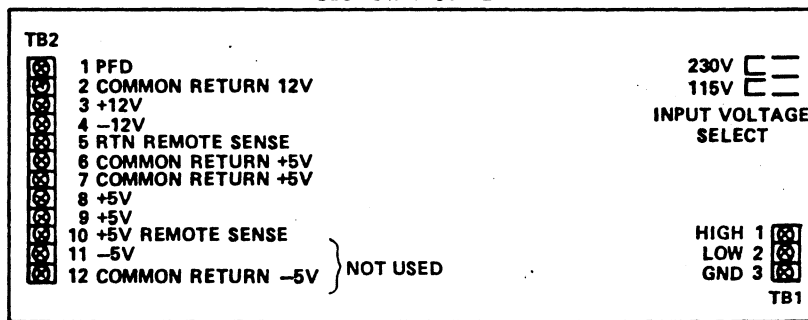 TB2
1 PFD
2 COMMON RETURN 12V
3 +12V
4 –12V
5 RTN REMOTE SENSE
6 COMMON RETURN +5V
7 COMMON RETURN +5V
8 +5V
9 +5V
10 +5V REMOTE SENSE
11 –5V
12 COMMON RETURN –5V
NOT USED
230V
115V
INPUT VOLTAGE
SELECT
HIGH 1
LOW 2
GND 3
TB1